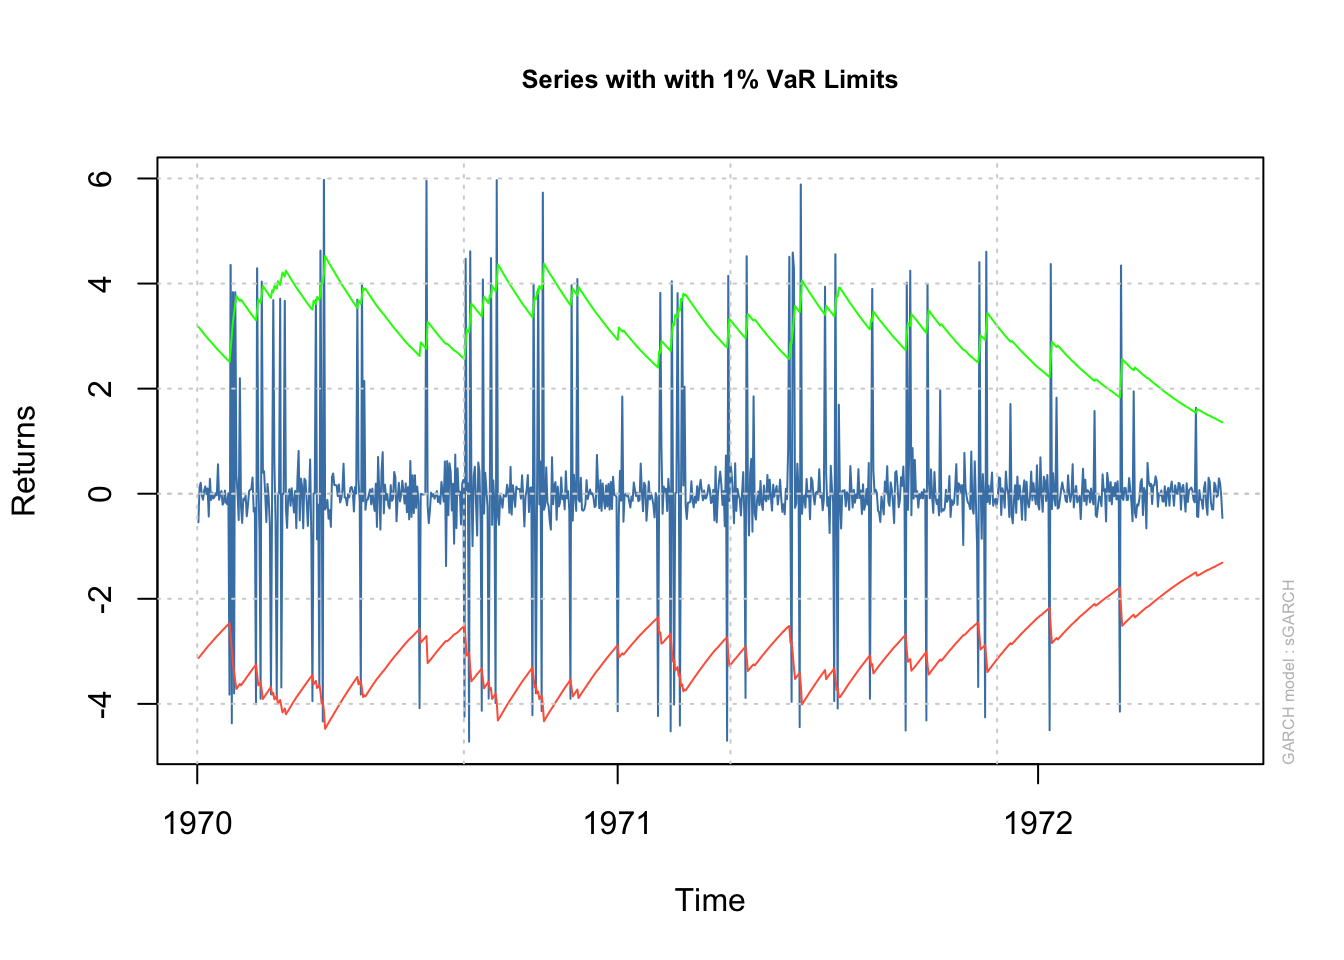 Series with with 1% VaR Limits
6
4
2
0
-2
-4
Returns
1970
1971
1972
Time
GARCH model : sGARCH